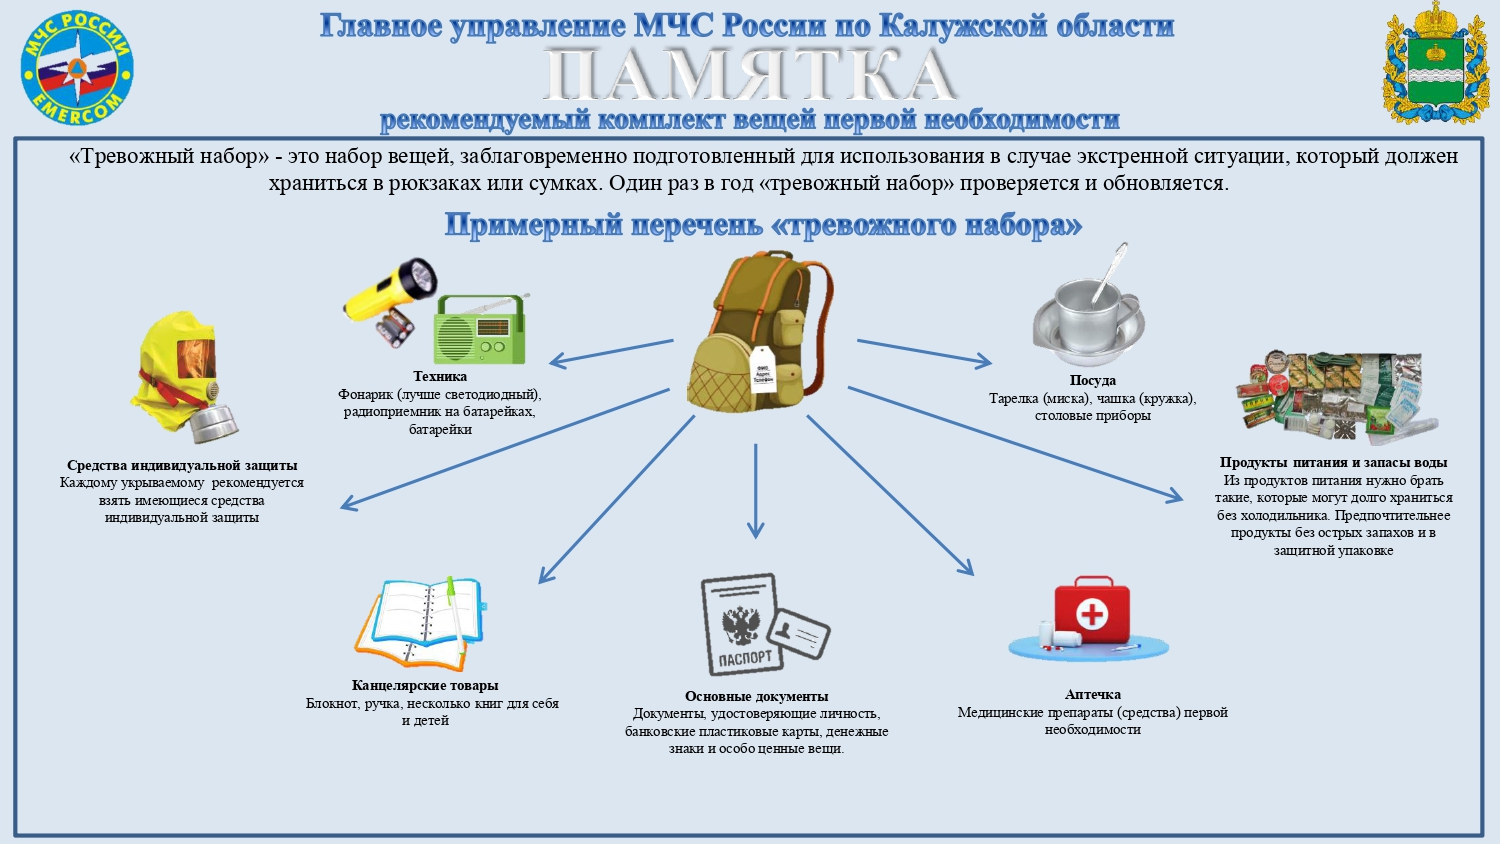 МЧС РОССИИ
EMERCOM
Главное управление МЧС России по Калужской области
ПАМЯТКА
рекомендуемый комплект вещей первой необходимости
«Тревожный набор» - это набор вещей, заблаговременно подготовленный для использования в случае экстренной ситуации, который должен
храниться в рюкзаках или сумках. Один раз в год «тревожный набор» проверяется и обновляется.
Примерный перечень «тревожного набора»
ФИО
Адрес
Телефон
Техника
Фонарик (лучше светодиодный),
радиоприемник на батарейках,
батарейки
Посуда
Тарелка (миска), чашка (кружка),
столовые приборы
Средства индивидуальной защиты
Каждому укрываемому рекомендуется
взять имеющиеся средства
индивидуальной защиты
Продукты питания и запасы воды
Из продуктов питания нужно брать
такие, которые могут долго храниться
без холодильника. Предпочтительнее
продукты без острых запахов и в
защитной упаковке
Канцелярские товары
Блокнот, ручка, несколько книг для себя
и детей
ПАСПОРТ
Основные документы
Документы, удостоверяющие личность,
банковские пластиковые карты, денежные
знаки и особо ценные вещи.
Аптечка
Медицинские препараты (средства) первой
необходимости